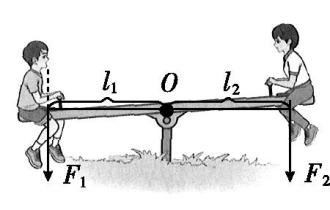 l₁ O l₂
F₁ F₂